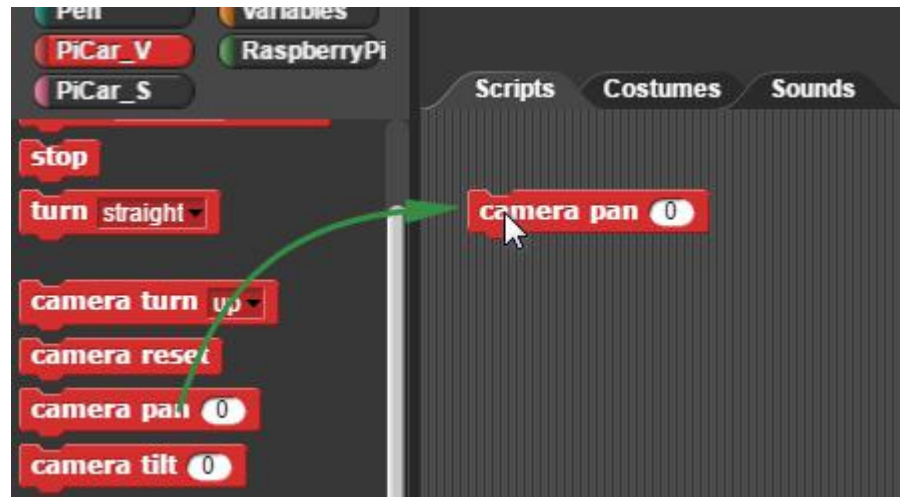 Pen Variables
PiCar_V RaspberryPi
PiCar_S
Scripts Costumes Sounds
stop
turn straight
camera turn up
camera reset
camera pan 0
camera tilt 0
camera pan 0